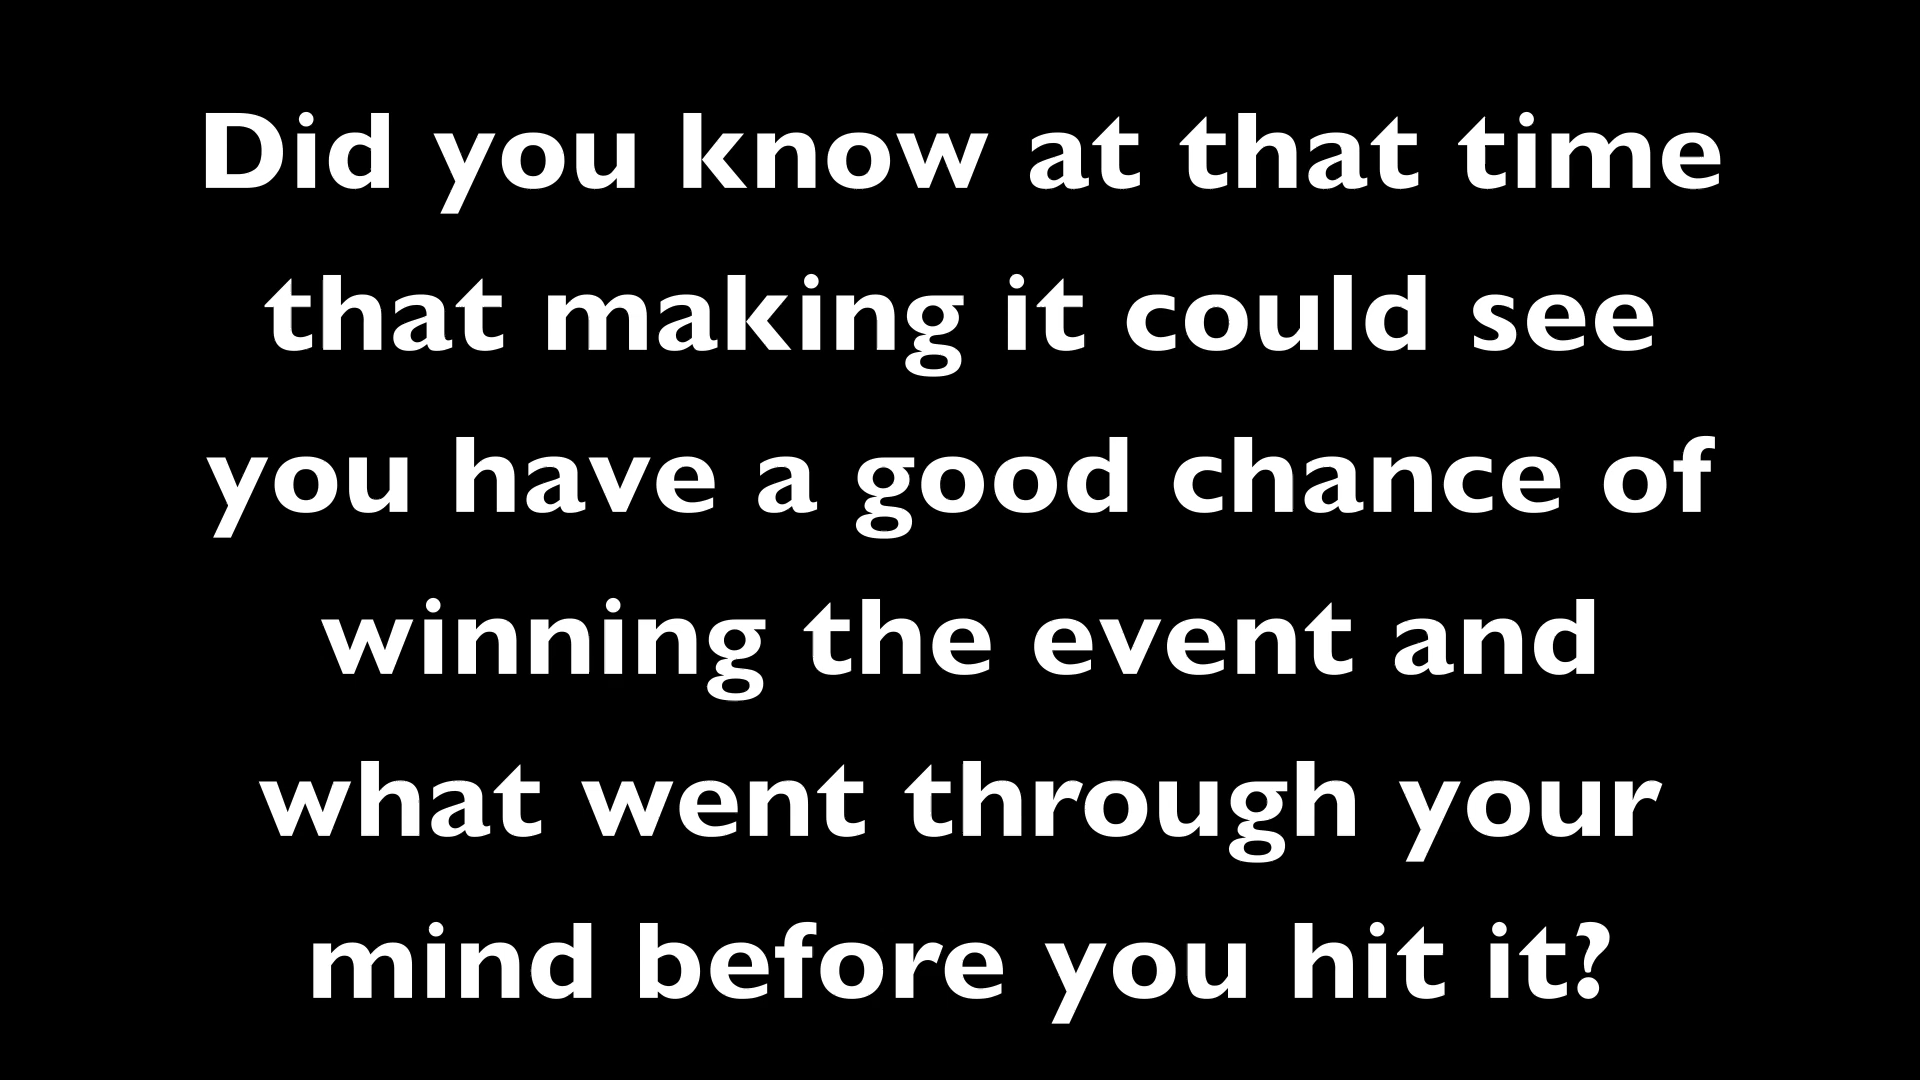 Did you know at that time
that making it could see
you have a good chance of
winning the event and
what went through your
mind before you hit it?